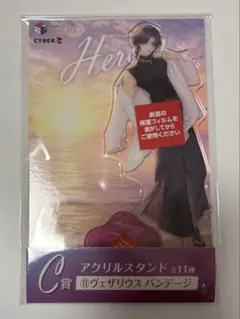 CYBER Z
Her
表面の
保護フィルムを
剥がしてから
ご使用ください
C賞
アクリルスタンド 全11種
⑪ヴェザリウス バンデージ